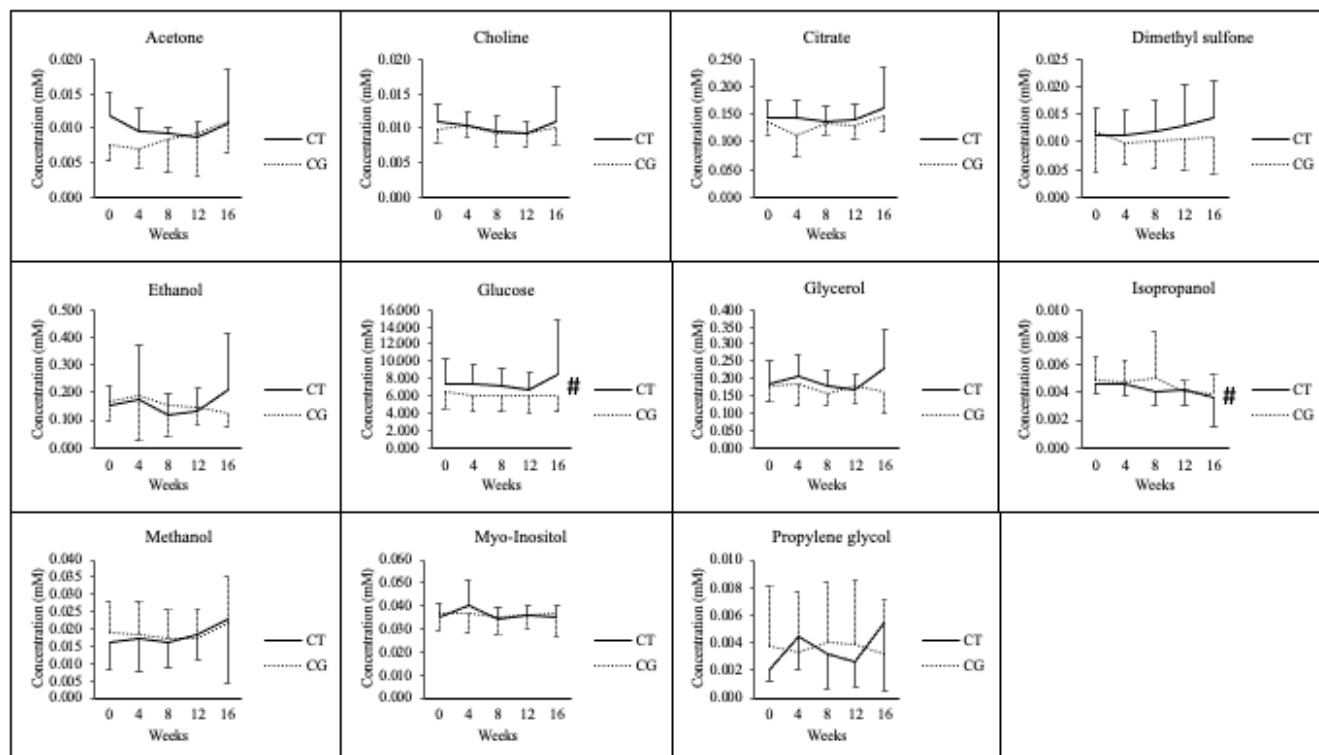 Acetone
Concentration (mM)
0.020
0.015
0.010
0.005
0.000
0 4 8 12 16
Weeks
CT
CG
Choline
Concentration (mM)
0.020
0.015
0.010
0.005
0.000
0 4 8 12 16
Weeks
CT
CG
Citrate
Concentration (mM)
0.250
0.200
0.150
0.100
0.050
0.000
0 4 8 12 16
Weeks
CT
CG
Dimethyl sulfone
Concentration (mM)
0.025
0.020
0.015
0.010
0.005
0.000
0 4 8 12 16
Weeks
CT
CG
Ethanol
Concentration (mM)
0.500
0.400
0.300
0.200
0.100
0.000
0 4 8 12 16
Weeks
CT
CG
Glucose
Concentration (mM)
16.000
14.000
12.000
10.000
8.000
6.000
4.000
2.000
0.000
0 4 8 12 16
Weeks
#
CT
CG
Glycerol
Concentration (mM)
0.400
0.350
0.300
0.250
0.200
0.150
0.100
0.050
0.000
0 4 8 12 16
Weeks
CT
CG
Isopropanol
Concentration (mM)
0.010
0.008
0.006
0.004
0.002
0.000
0 4 8 12 16
Weeks
#
CT
CG
Methanol
Concentration (mM)
0.040
0.035
0.030
0.025
0.020
0.015
0.010
0.005
0.000
0 4 8 12 16
Weeks
CT
CG
Myo-Inositol
Concentration (mM)
0.060
0.050
0.040
0.030
0.020
0.010
0.000
0 4 8 12 16
Weeks
CT
CG
Propylene glycol
Concentration (mM)
0.010
0.008
0.006
0.004
0.002
0.000
0 4 8 12 16
Weeks
CT
CG